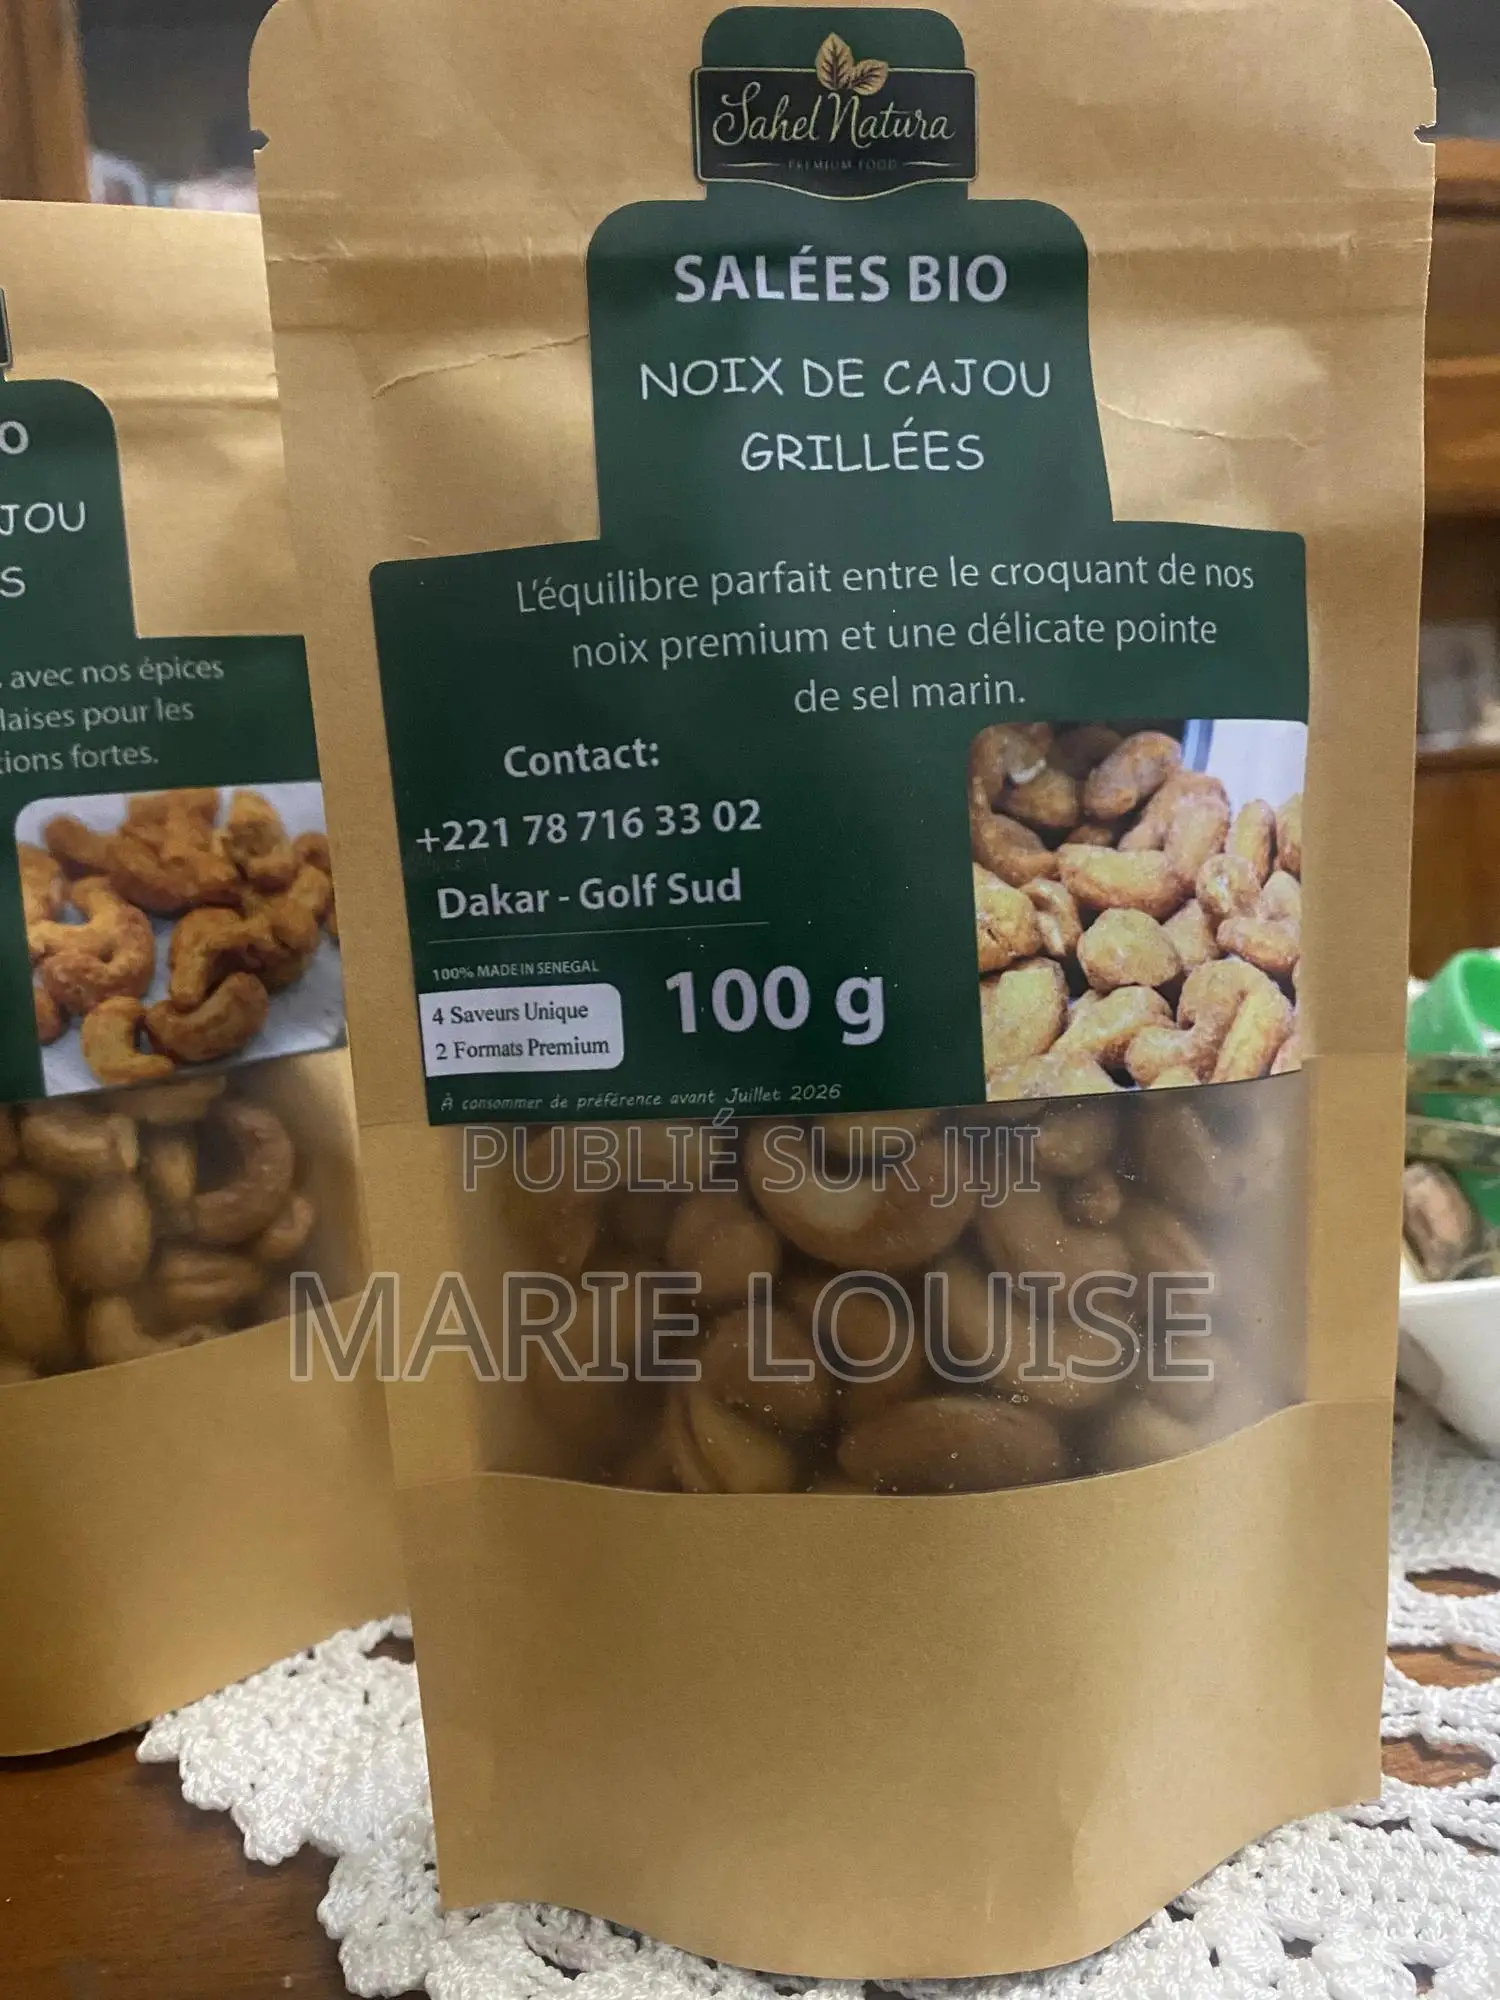 Sahel Natura
PREMIUM FOOD
SALÉES BIO
NOIX DE CAJOU
GRILLÉES
L'équilibre parfait entre le croquant de nos
noix premium et une délicate pointe
de sel marin.
Contact:
+221 78 716 33 02
Dakar - Golf Sud
100% MADE IN SENEGAL
4 Saveurs Unique
2 Formats Premium
100 g
À consommer de préférence avant Juillet 2026
PUBLIÉ SUR JIJI
MARIE LOUISE
O
JOU
S
avec nos épices
laises pour les
tions fortes.